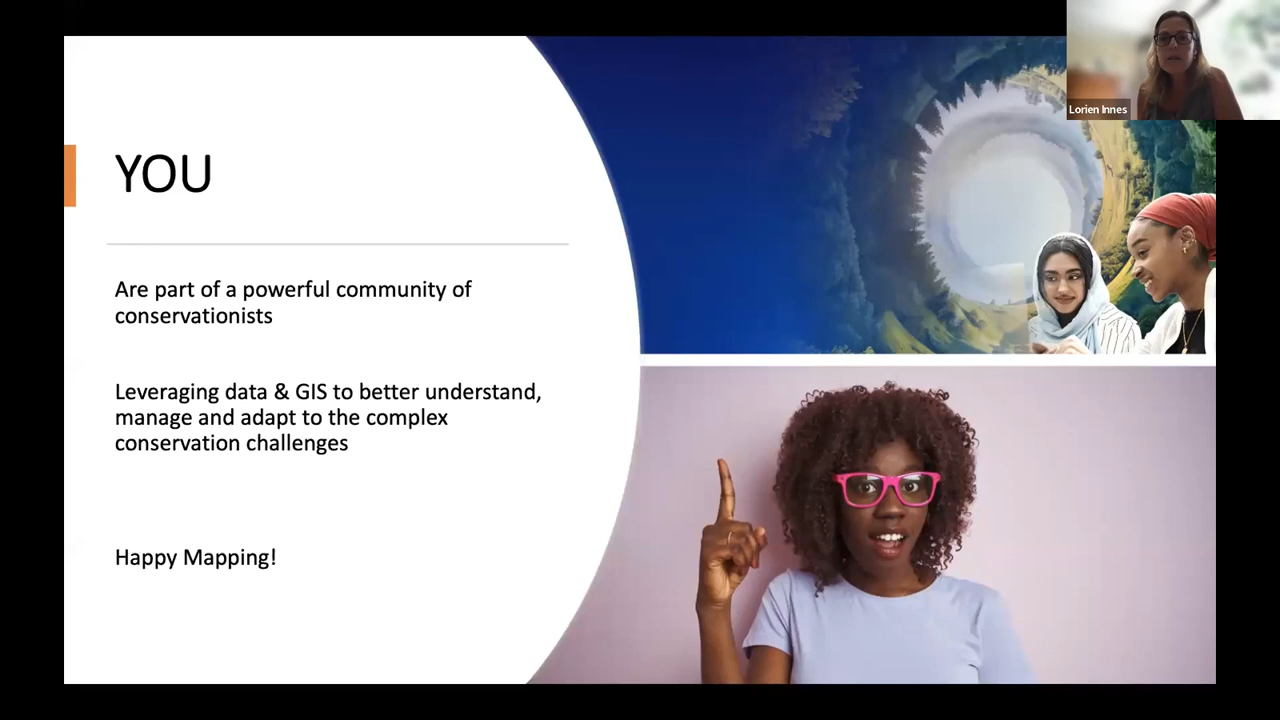 Lorien Innes
YOU
Are part of a powerful community of
conservationists
Leveraging data & GIS to better understand,
manage and adapt to the complex
conservation challenges
Happy Mapping!